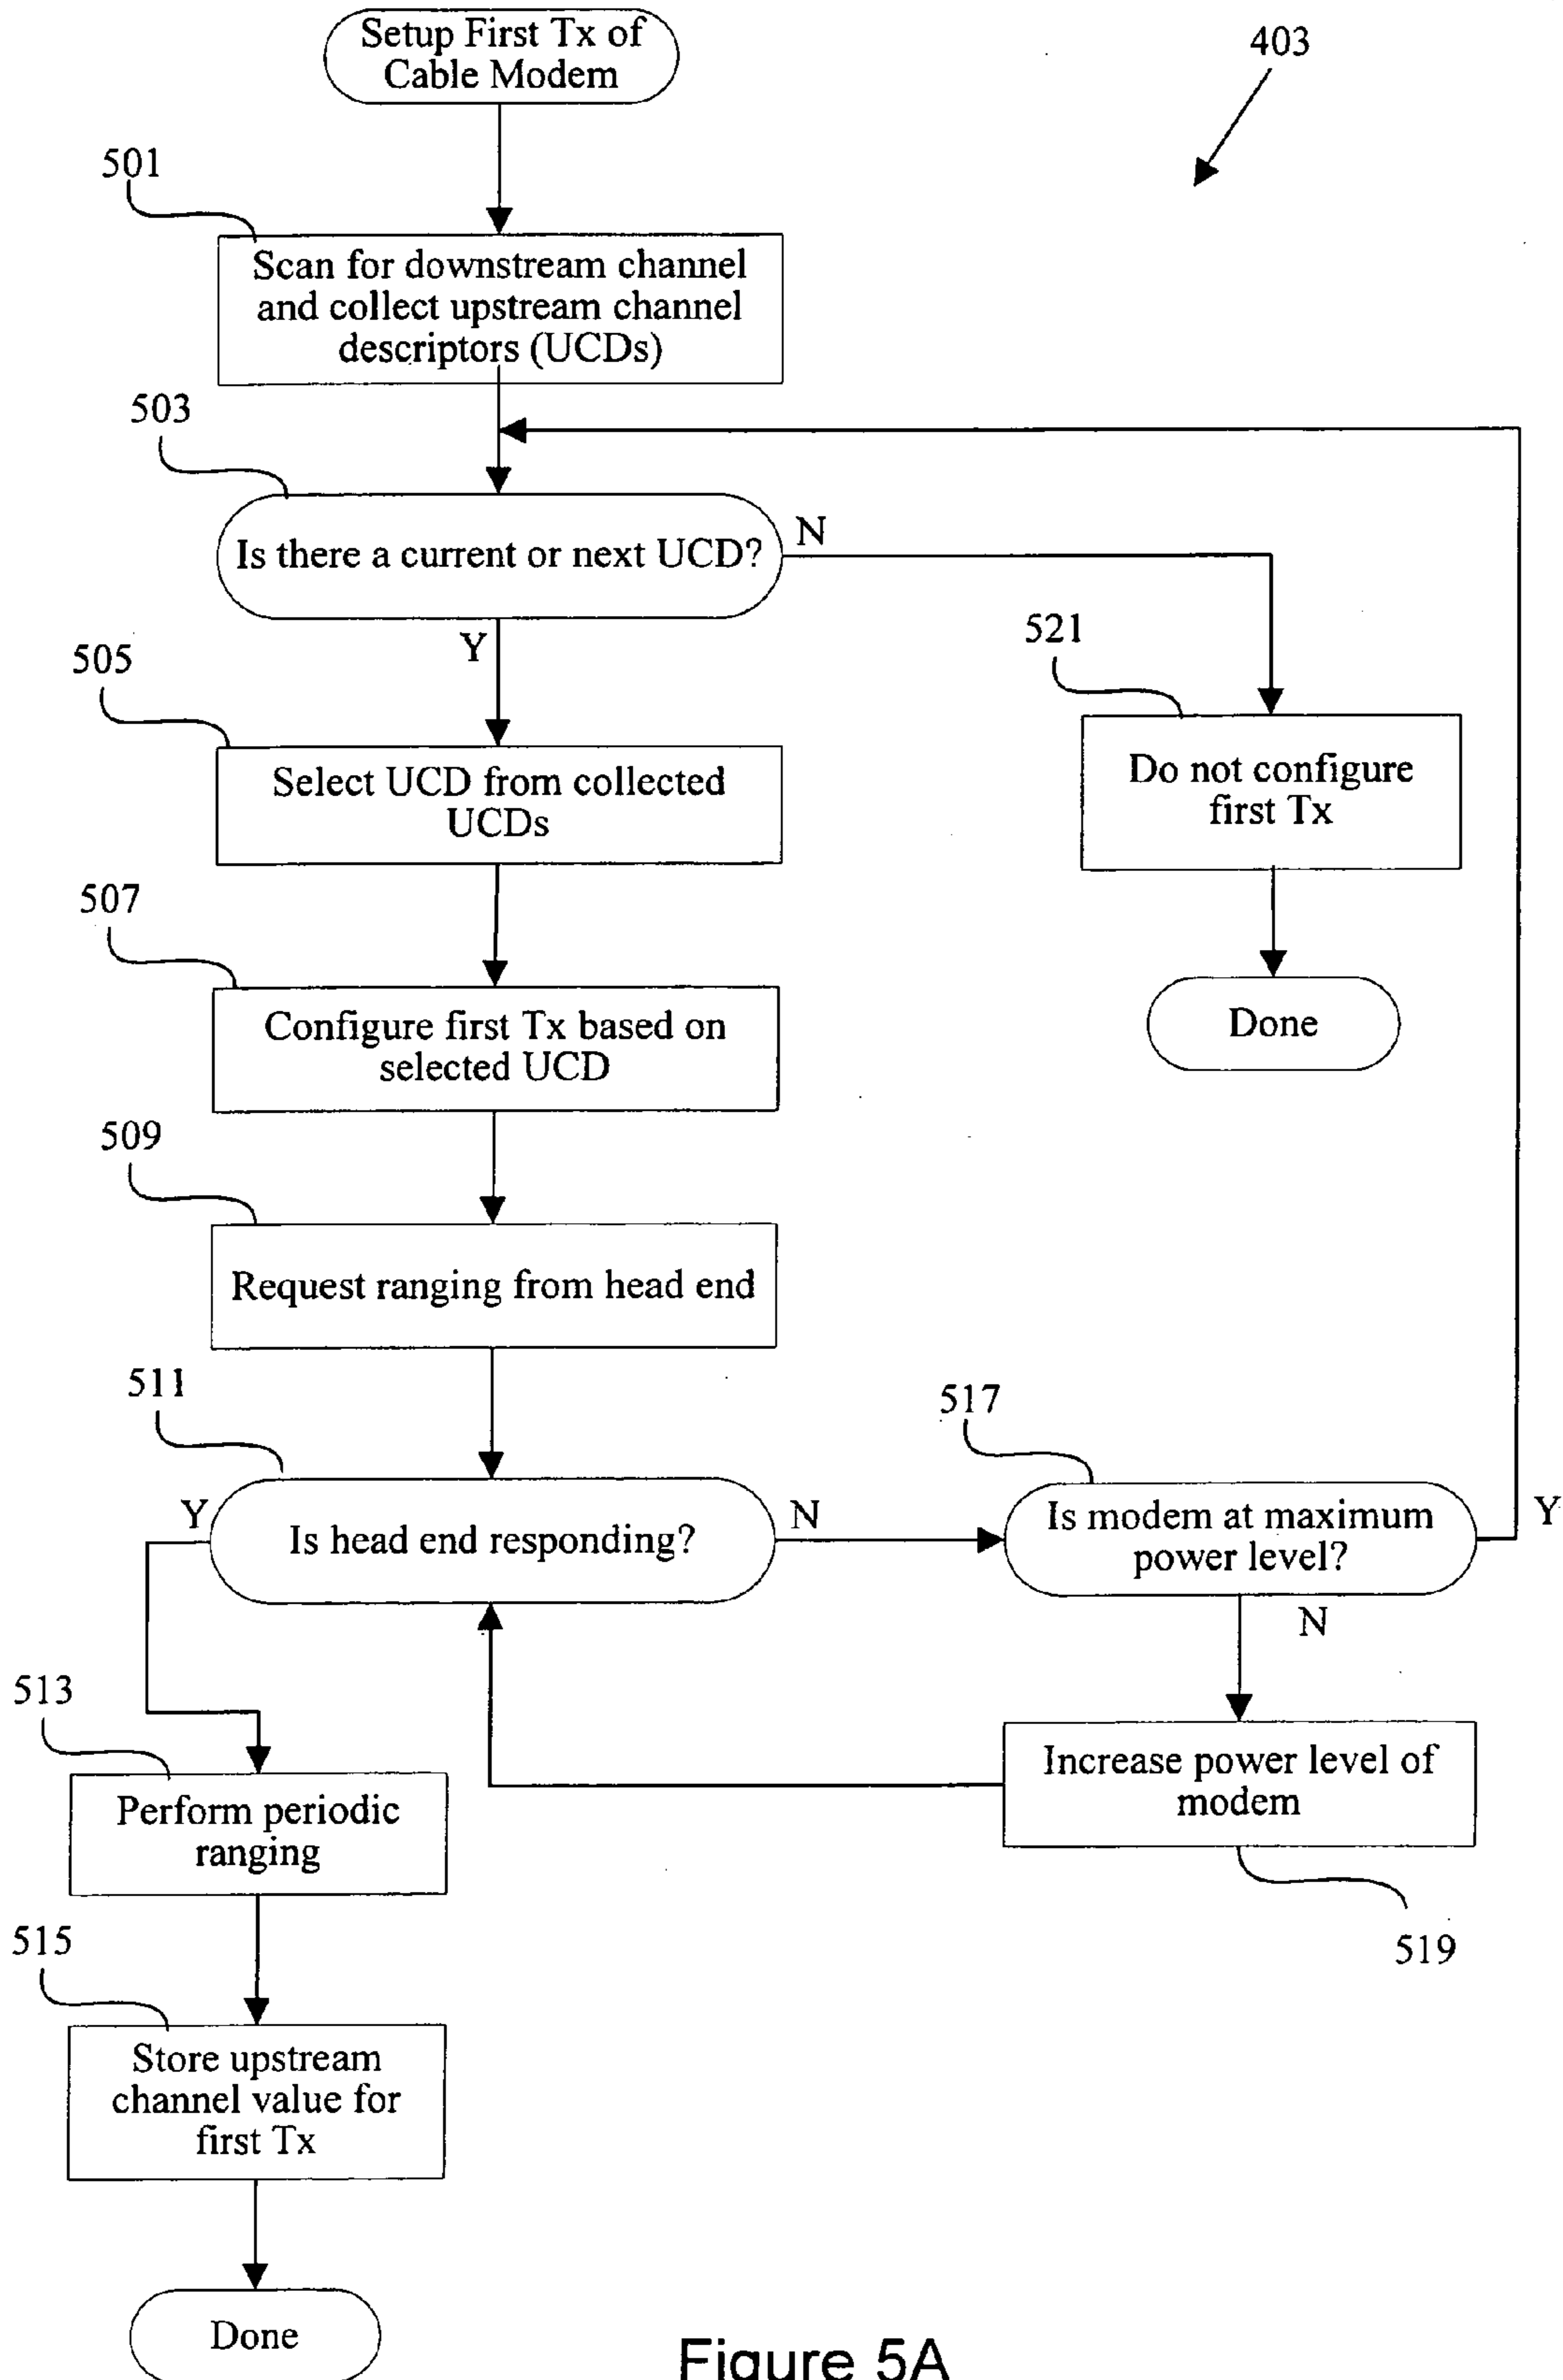 Setup First Tx of
Cable Modem
403
501
Scan for downstream channel
and collect upstream channel
descriptors (UCDs)
503
Is there a current or next UCD?
N
Y
521
505
Select UCD from collected
UCDs
Do not configure
first Tx
507
Configure first Tx based on
selected UCD
Done
509
Request ranging from head end
511
517
Y
Is head end responding?
N
Is modem at maximum
power level?
Y
N
513
Perform periodic
ranging
Increase power level of
modem
519
515
Store upstream
channel value for
first Tx
Done
Figure 5A